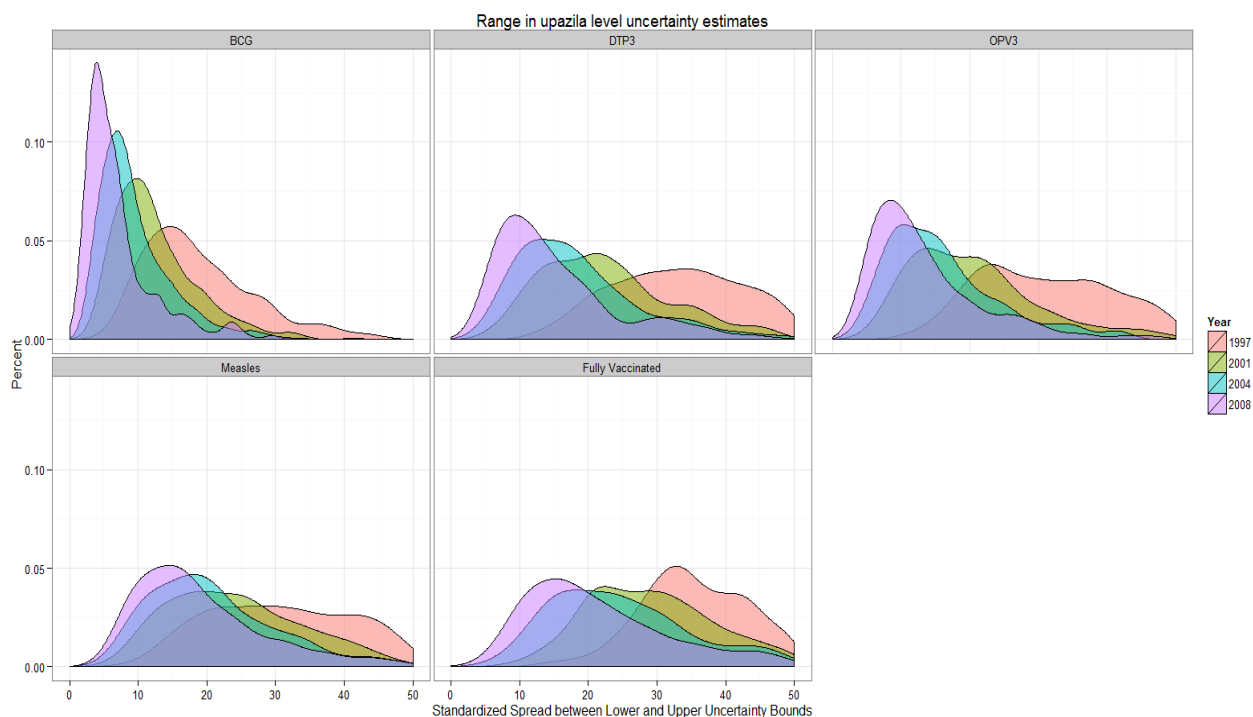 Range in upazila level uncertainty estimates
BCG
DTP3
OPV3
0.10
0.05
0.00
Percent
Measles
Fully Vaccinated
0.10
0.05
0.00
0 10 20 30 40 50
0 10 20 30 40 50
Standardized Spread between Lower and Upper Uncertainty Bounds
Year
1997
2001
2004
2008